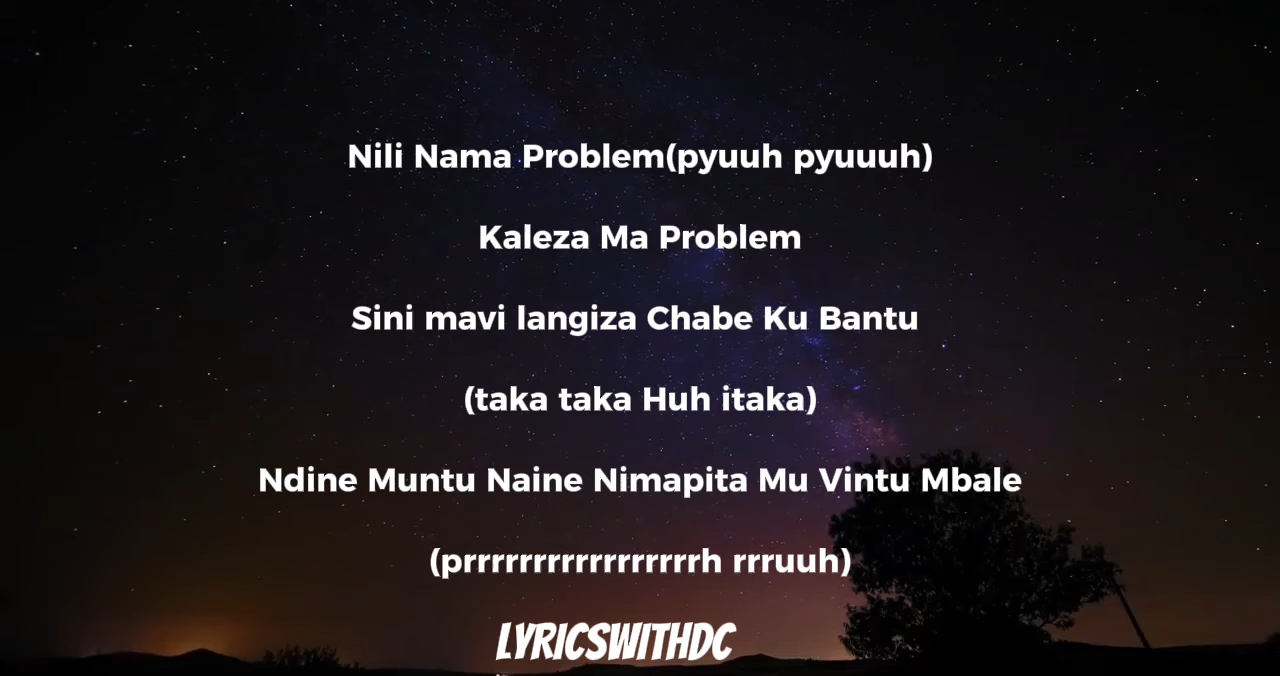 Nili Nama Problem(pyuuh pyuuuh)
Kaleza Ma Problem
Sini mavi langiza Chabe Ku Bantu
(taka taka Huh itaka)
Ndine Muntu Naine Nimapita Mu Vintu Mbale
(prrrrrrrrrrrrrrrrrrh rrruuh)
LYRICSWITHDC